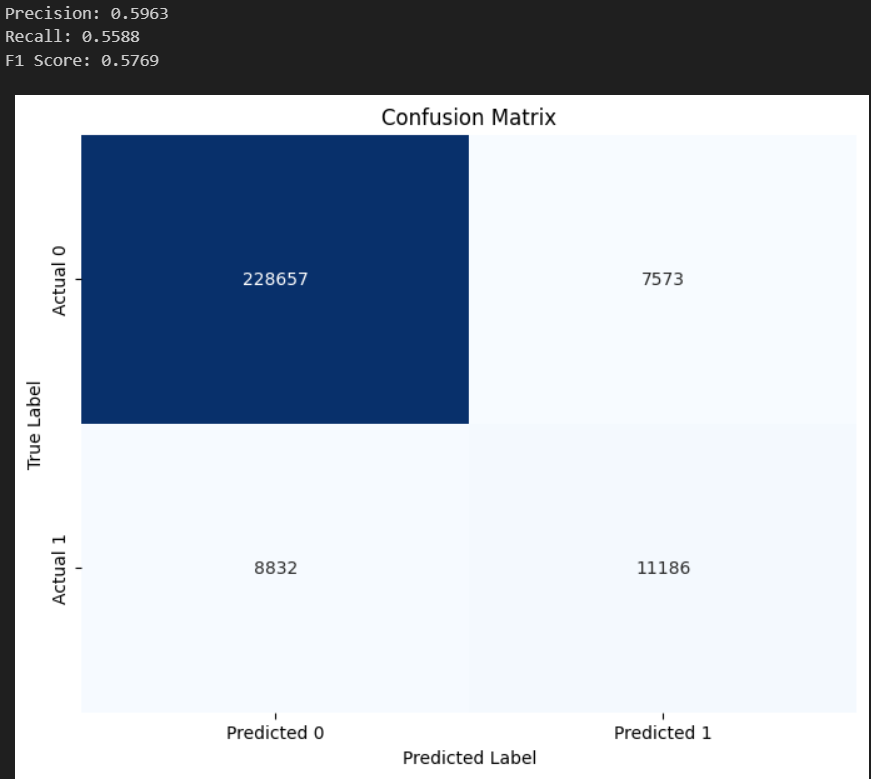 Precision: 0.5963
Recall: 0.5588
F1 Score: 0.5769
Confusion Matrix
True Label
Actual 0
228657
7573
Actual 1
8832
11186
Predicted 0
Predicted 1
Predicted Label